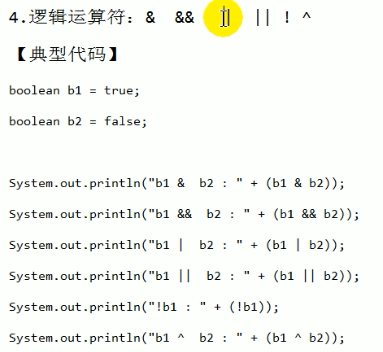 4.逻辑运算符：&  &&  |  || ! ^
【典型代码】
boolean b1 = true;
boolean b2 = false;
System.out.println("b1 &  b2 : " + (b1 & b2));
System.out.println("b1 &&  b2 : " + (b1 && b2));
System.out.println("b1 |  b2 : " + (b1 | b2));
System.out.println("b1 ||  b2 : " + (b1 || b2));
System.out.println("!b1 : " + (!b1));
System.out.println("b1 ^  b2 : " + (b1 ^ b2));